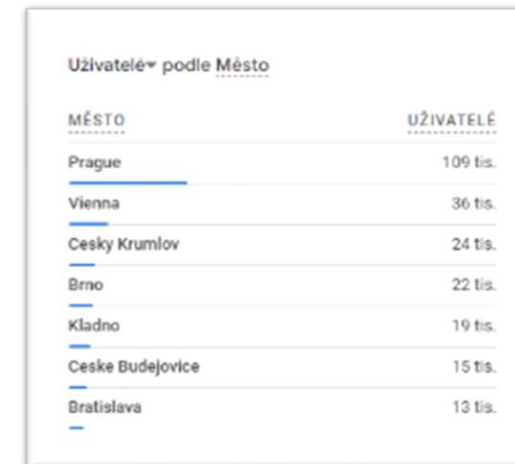 Uživatelé podle Město
MĚSTO UŽIVATELÉ
Prague 109 tis.
Vienna 36 tis.
Cesky Krumlov 24 tis.
Brno 22 tis.
Kladno 19 tis.
Ceske Budejovice 15 tis.
Bratislava 13 tis.